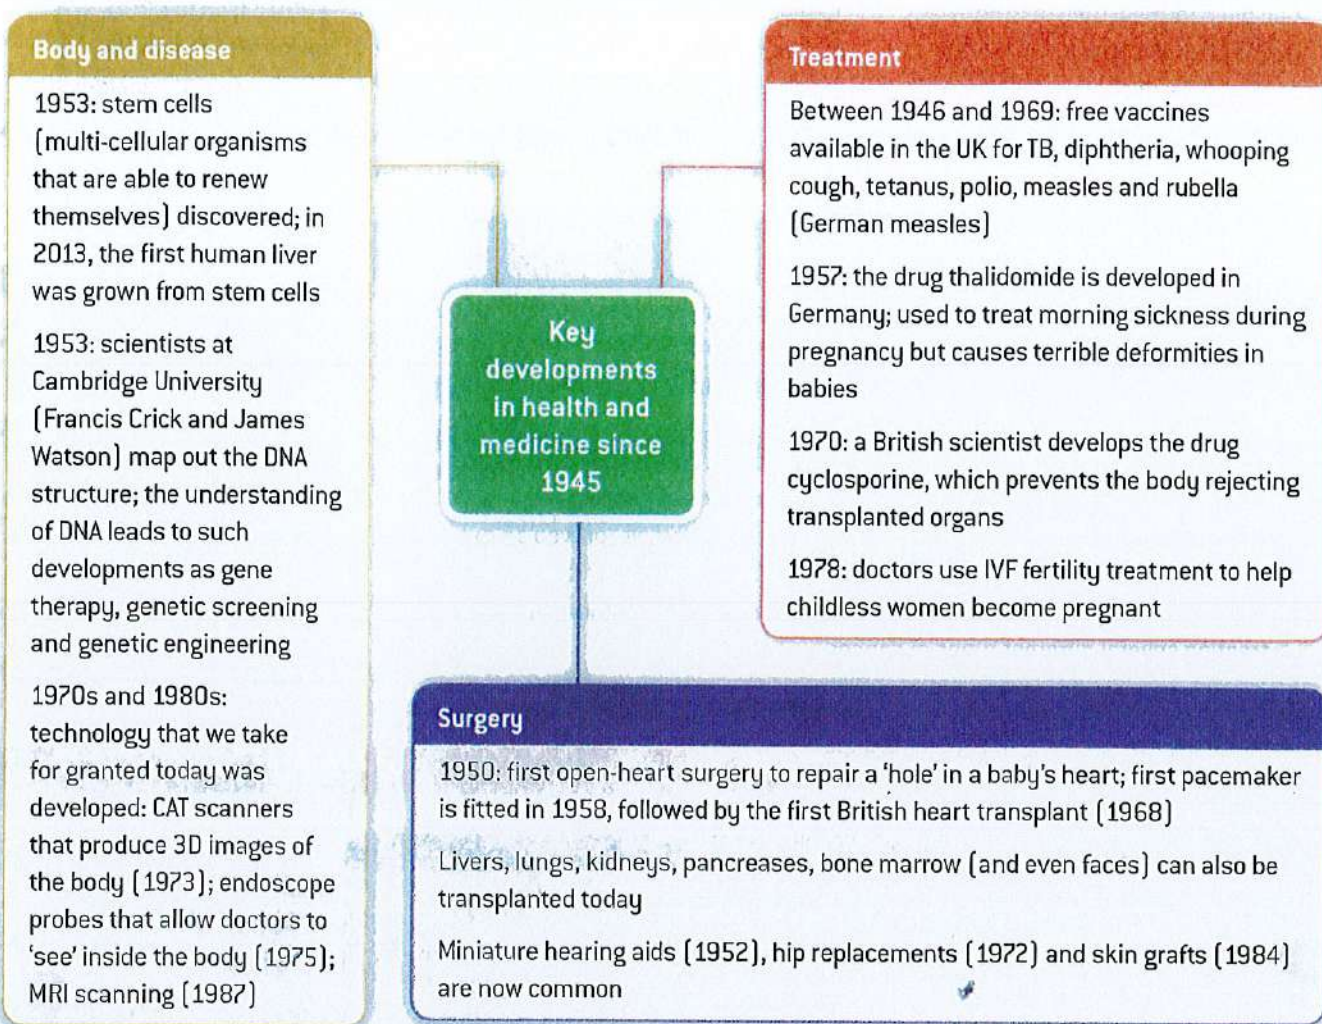 Body and disease
1953: stem cells
(multi-cellular organisms
that are able to renew
themselves) discovered; in
2013, the first human liver
was grown from stem cells
1953: scientists at
Cambridge University
(Francis Crick and James
Watson) map out the DNA
structure; the understanding
of DNA leads to such
developments as gene
therapy, genetic screening
and genetic engineering
1970s and 1980s:
technology that we take
for granted today was
developed: CAT scanners
that produce 3D images of
the body (1973); endoscope
probes that allow doctors to
'see' inside the body (1975);
MRI scanning (1987)
Key
developments
in health and
medicine since
1945
Treatment
Between 1946 and 1969: free vaccines
available in the UK for TB, diphtheria, whooping
cough, tetanus, polio, measles and rubella
(German measles)
1957: the drug thalidomide is developed in
Germany; used to treat morning sickness during
pregnancy but causes terrible deformities in
babies
1970: a British scientist develops the drug
cyclosporine, which prevents the body rejecting
transplanted organs
1978: doctors use IVF fertility treatment to help
childless women become pregnant
Surgery
1950: first open-heart surgery to repair a 'hole' in a baby's heart; first pacemaker
is fitted in 1958, followed by the first British heart transplant (1968)
Livers, lungs, kidneys, pancreases, bone marrow (and even faces) can also be
transplanted today
Miniature hearing aids (1952), hip replacements (1972) and skin grafts (1984)
are now common